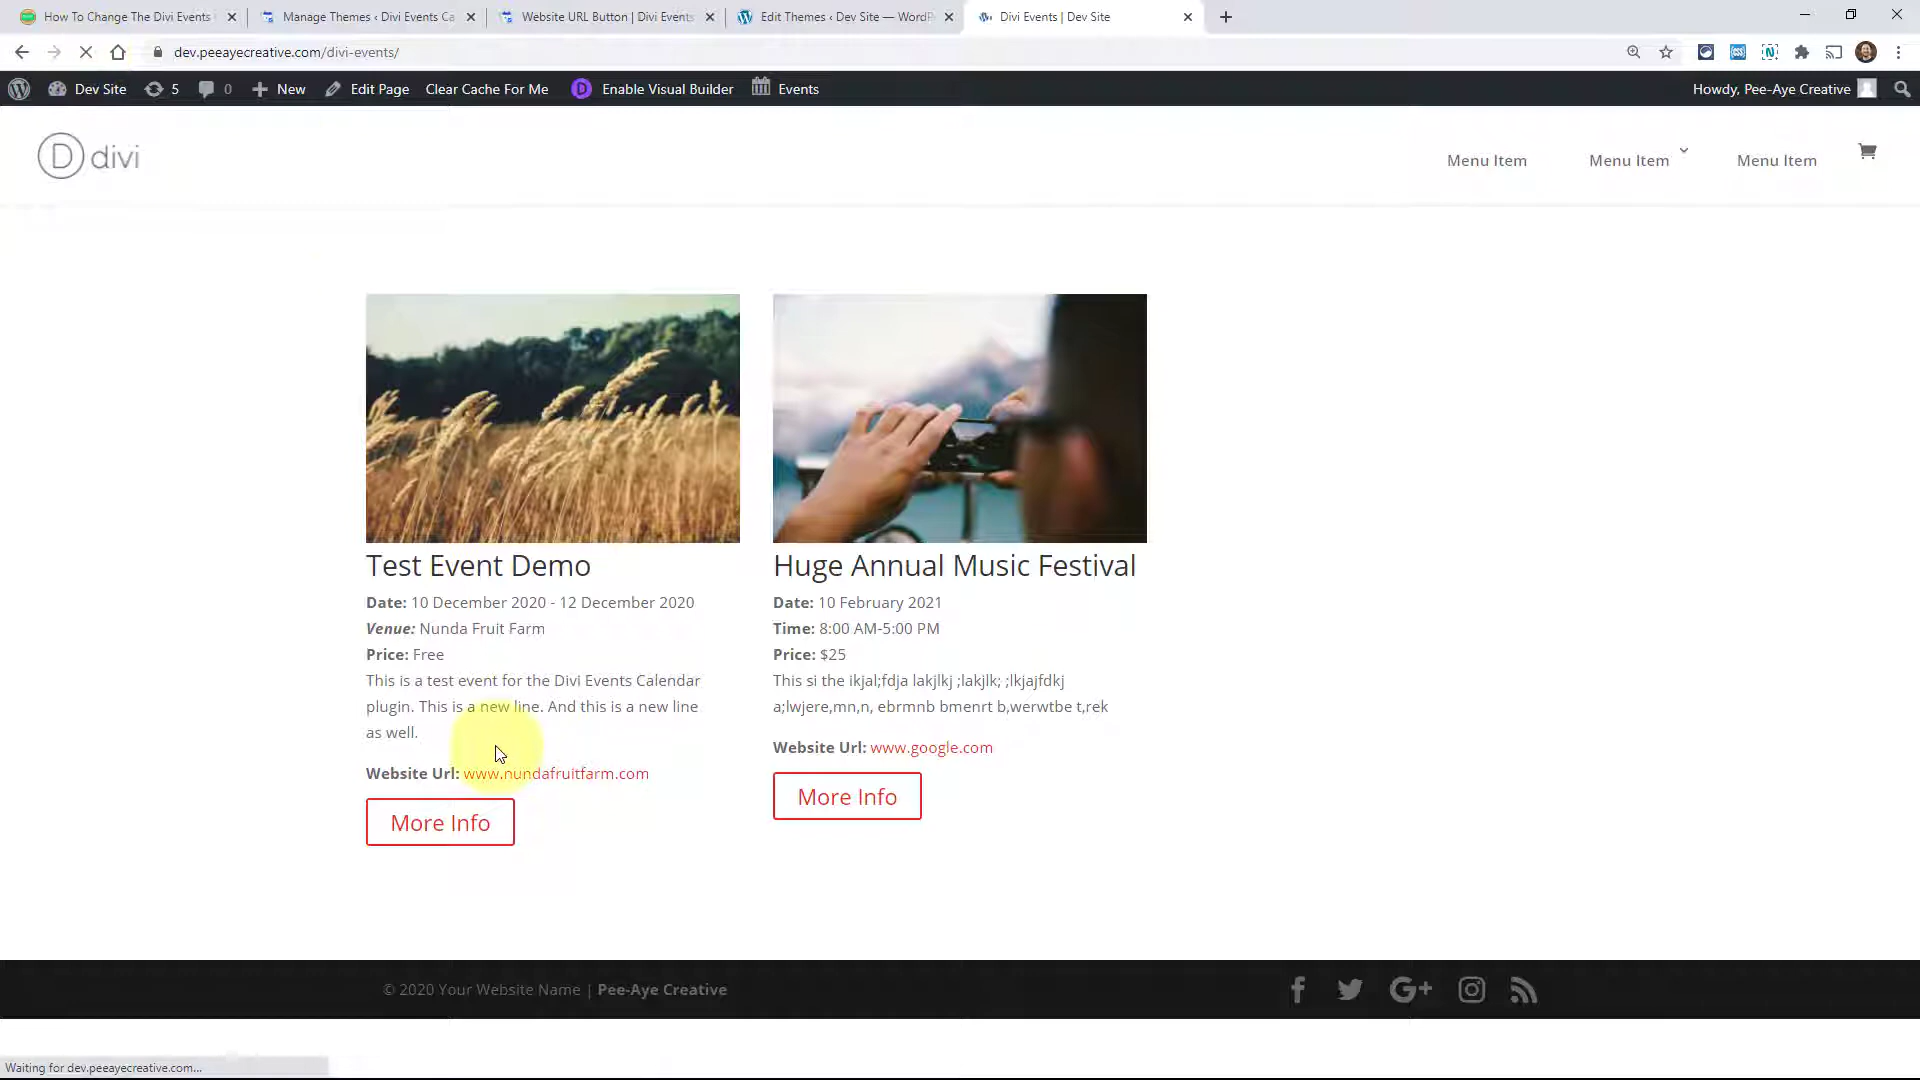 How To Change The Divi Events
Manage Themes ‹ Divi Events Ca
Website URL Button | Divi Events
Edit Themes ‹ Dev Site — WordP
Divi Events | Dev Site
dev.peeayecreative.com/divi-events/
Dev Site
5
0
New
Edit Page
Clear Cache For Me
D
Enable Visual Builder
Events
Howdy, Pee-Aye Creative
D divi
Menu Item
Menu Item
Menu Item
Test Event Demo
Date: 10 December 2020 - 12 December 2020
Venue: Nunda Fruit Farm
Price: Free
This is a test event for the Divi Events Calendar
plugin. This is a new line. And this is a new line
as well.
Website Url: www.nundafruitfarm.com
More Info
Huge Annual Music Festival
Date: 10 February 2021
Time: 8:00 AM-5:00 PM
Price: $25
This si the ikjal;fdja lakjlkj ;lakjlk; ;lkjajfdkj
a;lwjere,mn,n, ebrmnb bmenrt b,werwtbe t,rek
Website Url: www.google.com
More Info
© 2020 Your Website Name | Pee-Aye Creative
Waiting for dev.peeayecreative.com...